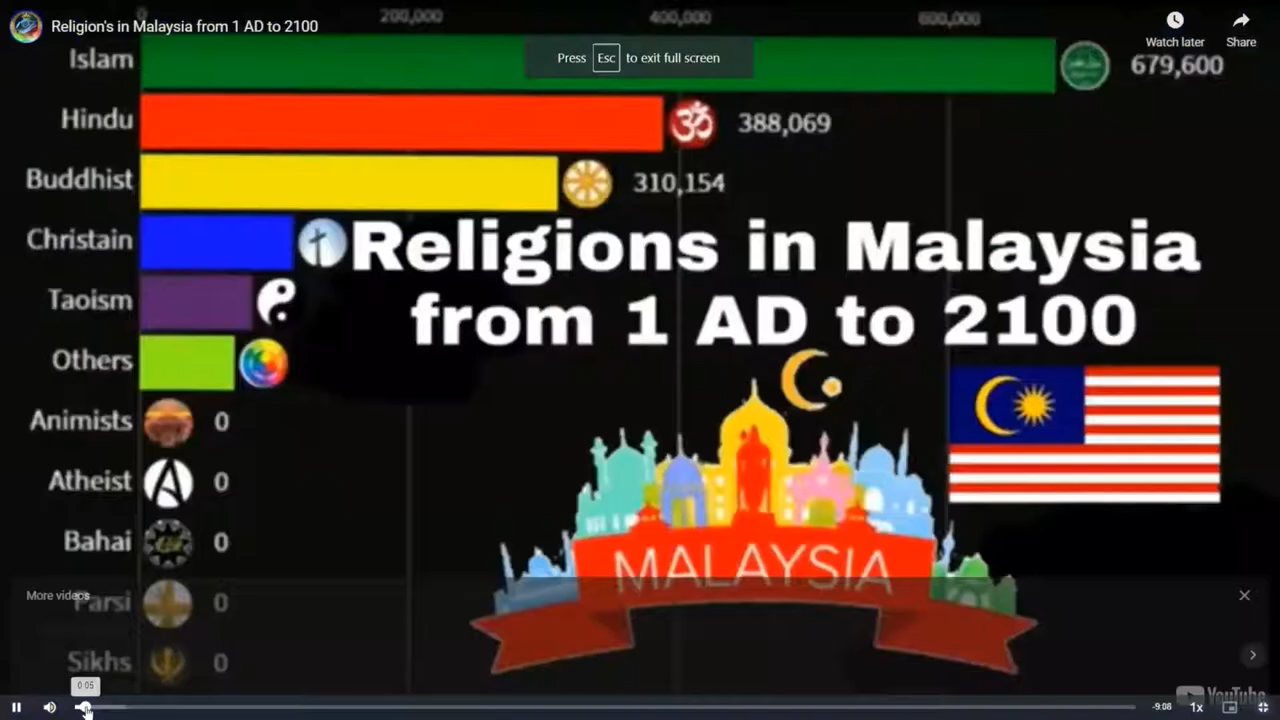 Religion's in Malaysia from 1 AD to 2100
200,000
400,000
600,000
Watch later
Share
Press Esc to exit full screen
Islam
679,600
Hindu
388,069
Buddhist
310,154
Christain
Religions in Malaysia
from 1 AD to 2100
Taoism
Others
Animists 0
Atheist 0
Bahai 0
MALAYSIA
More videos
Parsi 0
Sikhs 0
0:05
YouTube
-9:08
1x